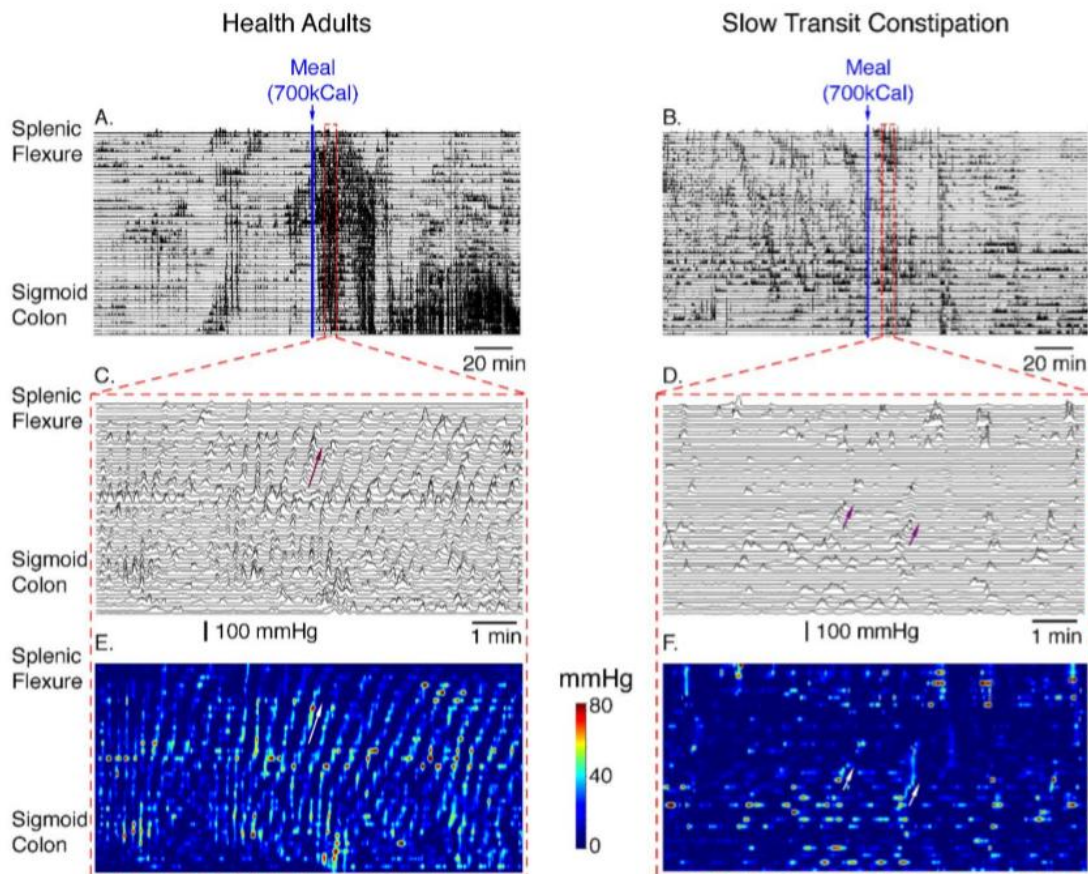 Health Adults
Slow Transit Constipation
Meal
(700kCal)
Meal
(700kCal)
A.
B.
Splenic
Flexure
Sigmoid
Colon
20 min
20 min
C.
D.
Splenic
Flexure
Sigmoid
Colon
100 mmHg
1 min
100 mmHg
1 min
E.
F.
Splenic
Flexure
mmHg
80
40
0
Sigmoid
Colon